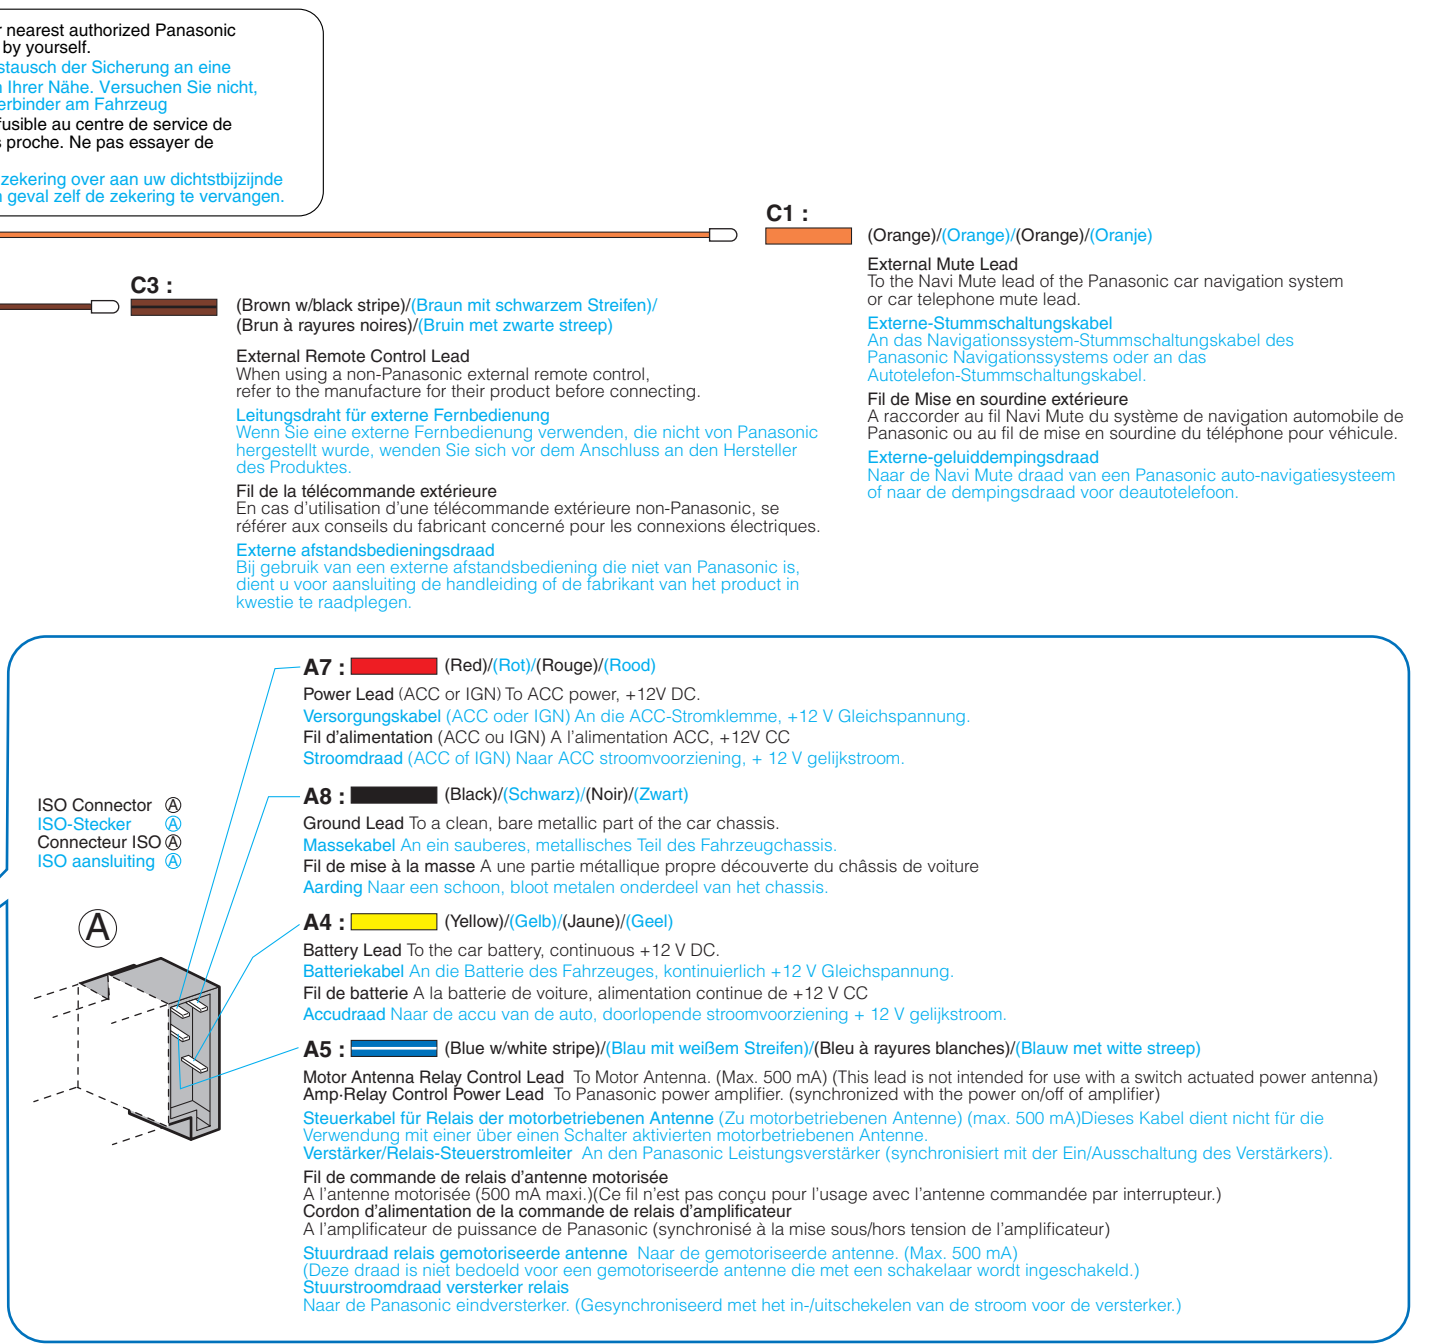 r nearest authorized Panasonic
by yourself.
stausch der Sicherung an eine
n Ihrer Nähe. Versuchen Sie nicht,
erbinder am Fahrzeug
fusible au centre de service de
s proche. Ne pas essayer de
zekering over aan uw dichtstbijzijnde
n geval zelf de zekering te vervangen.
C1 :
(Orange)/(Orange)/(Orange)/(Oranje)
External Mute Lead
To the Navi Mute lead of the Panasonic car navigation system
or car telephone mute lead.
Externe-Stummschaltungskabel
An das Navigationssystem-Stummschaltungskabel des
Panasonic Navigationssystems oder an das
Autotelefon-Stummschaltungskabel.
Fil de Mise en sourdine extérieure
A raccorder au fil Navi Mute du système de navigation automobile de
Panasonic ou au fil de mise en sourdine du téléphone pour véhicule.
Externe-geluiddempingsdraad
Naar de Navi Mute draad van een Panasonic auto-navigatiesysteem
of naar de dempingsdraad voor deautotelefoon.
C3 :
(Brown w/black stripe)/(Braun mit schwarzem Streifen)/
(Brun à rayures noires)/(Bruin met zwarte streep)
External Remote Control Lead
When using a non-Panasonic external remote control,
refer to the manufacture for their product before connecting.
Leitungsdraht für externe Fernbedienung
Wenn Sie eine externe Fernbedienung verwenden, die nicht von Panasonic
hergestellt wurde, wenden Sie sich vor dem Anschluss an den Hersteller
des Produktes.
Fil de la télécommande extérieure
En cas d'utilisation d'une télécommande extérieure non-Panasonic, se
référer aux conseils du fabricant concerné pour les connexions électriques.
Externe afstandsbedieningsdraad
Bij gebruik van een externe afstandsbediening die niet van Panasonic is,
dient u voor aansluiting de handleiding of de fabrikant van het product in
kwestie te raadplegen.
A7 : (Red)/(Rot)/(Rouge)/(Rood)
Power Lead (ACC or IGN) To ACC power, +12V DC.
Versorgungskabel (ACC oder IGN) An die ACC-Stromklemme, +12 V Gleichspannung.
Fil d'alimentation (ACC ou IGN) A l'alimentation ACC, +12V CC
Stroomdraad (ACC of IGN) Naar ACC stroomvoorziening, + 12 V gelijkstroom.
A8 : (Black)/(Schwarz)/(Noir)/(Zwart)
Ground Lead To a clean, bare metallic part of the car chassis.
Massekabel An ein sauberes, metallisches Teil des Fahrzeugchassis.
Fil de mise à la masse A une partie métallique propre découverte du châssis de voiture
Aarding Naar een schoon, bloot metalen onderdeel van het chassis.
ISO Connector Ⓐ
ISO-Stecker Ⓐ
Connecteur ISO Ⓐ
ISO aansluiting Ⓐ
Ⓐ
A4 : (Yellow)/(Gelb)/(Jaune)/(Geel)
Battery Lead To the car battery, continuous +12 V DC.
Batteriekabel An die Batterie des Fahrzeuges, kontinuierlich +12 V Gleichspannung.
Fil de batterie A la batterie de voiture, alimentation continue de +12 V CC
Accudraad Naar de accu van de auto, doorlopende stroomvoorziening + 12 V gelijkstroom.
A5 : (Blue w/white stripe)/(Blau mit weißem Streifen)/(Bleu à rayures blanches)/(Blauw met witte streep)
Motor Antenna Relay Control Lead To Motor Antenna. (Max. 500 mA) (This lead is not intended for use with a switch actuated power antenna)
Amp·Relay Control Power Lead To Panasonic power amplifier. (synchronized with the power on/off of amplifier)
Steuerkabel für Relais der motorbetriebenen Antenne (Zu motorbetriebenen Antenne) (max. 500 mA)Dieses Kabel dient nicht für die
Verwendung mit einer über einen Schalter aktivierten motorbetriebenen Antenne.
Verstärker/Relais-Steuerstromleiter An den Panasonic Leistungsverstärker (synchronisiert mit der Ein/Ausschaltung des Verstärkers).
Fil de commande de relais d'antenne motorisée
A l'antenne motorisée (500 mA maxi.)(Ce fil n'est pas conçu pour l'usage avec l'antenne commandée par interrupteur.)
Cordon d'alimentation de la commande de relais d'amplificateur
A l'amplificateur de puissance de Panasonic (synchronisé à la mise sous/hors tension de l'amplificateur)
Stuurdraad relais gemotoriseerde antenne Naar de gemotoriseerde antenne. (Max. 500 mA)
(Deze draad is niet bedoeld voor een gemotoriseerde antenne die met een schakelaar wordt ingeschakeld.)
Stuurstroomdraad versterker relais
Naar de Panasonic eindversterker. (Gesynchroniseerd met het in-/uitschekelen van de stroom voor de versterker.)